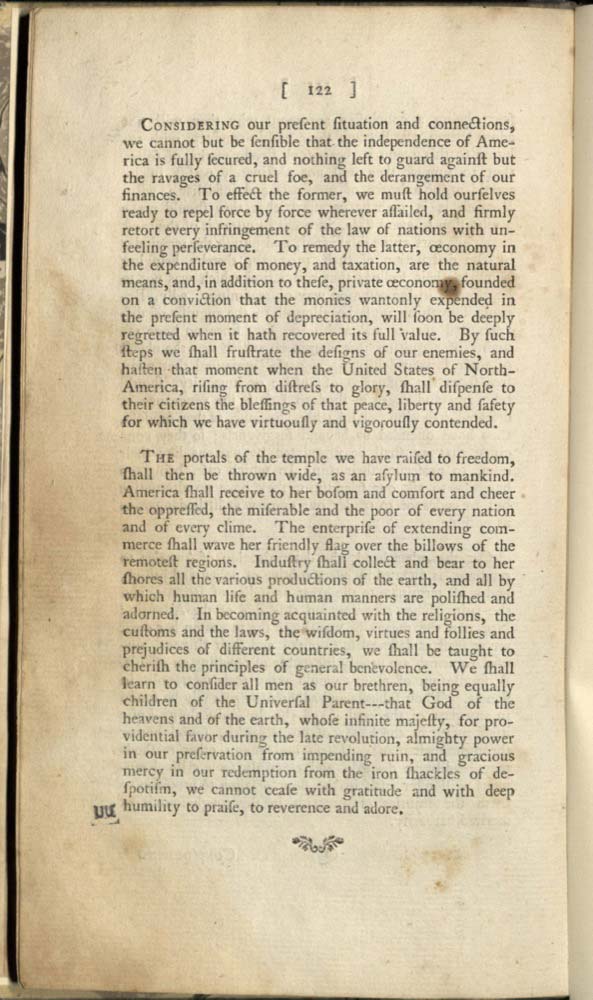 [ 122 ]
CONSIDERING our preſent ſituation and connections,
we cannot but be ſenſible that the independence of Ame-
rica is fully ſecured, and nothing left to guard againſt but
the ravages of a cruel foe, and the derangement of our
finances. To effect the former, we muſt hold ourſelves
ready to repel force by force wherever aſſailed, and firmly
retort every infringement of the law of nations with un-
feeling perſeverance. To remedy the latter, œconomy in
the expenditure of money, and taxation, are the natural
means, and, in addition to theſe, private œconomy, founded
on a conviction that the monies wantonly expended in
the preſent moment of depreciation, will ſoon be deeply
regretted when it hath recovered its full value. By ſuch
ſteps we ſhall fruſtrate the deſigns of our enemies, and
haſten that moment when the United States of North-
America, riſing from diſtreſs to glory, ſhall diſpenſe to
their citizens the bleſſings of that peace, liberty and ſafety
for which we have virtuouſly and vigorouſly contended.
THE portals of the temple we have raiſed to freedom,
ſhall then be thrown wide, as an aſylum to mankind.
America ſhall receive to her boſom and comfort and cheer
the oppreſſed, the miſerable and the poor of every nation
and of every clime. The enterpriſe of extending com-
merce ſhall wave her friendly flag over the billows of the
remoteſt regions. Induſtry ſhall collect and bear to her
ſhores all the various productions of the earth, and all by
which human life and human manners are poliſhed and
adorned. In becoming acquainted with the religions, the
cuſtoms and the laws, the wiſdom, virtues and follies and
prejudices of different countries, we ſhall be taught to
cheriſh the principles of general benevolence. We ſhall
learn to conſider all men as our brethren, being equally
children of the Univerſal Parent---that God of the
heavens and of the earth, whoſe infinite majeſty, for pro-
vidential favor during the late revolution, almighty power
in our preſervation from impending ruin, and gracious
mercy in our redemption from the iron ſhackles of de-
ſpotiſm, we cannot ceaſe with gratitude and with deep
humility to praiſe, to reverence and adore.